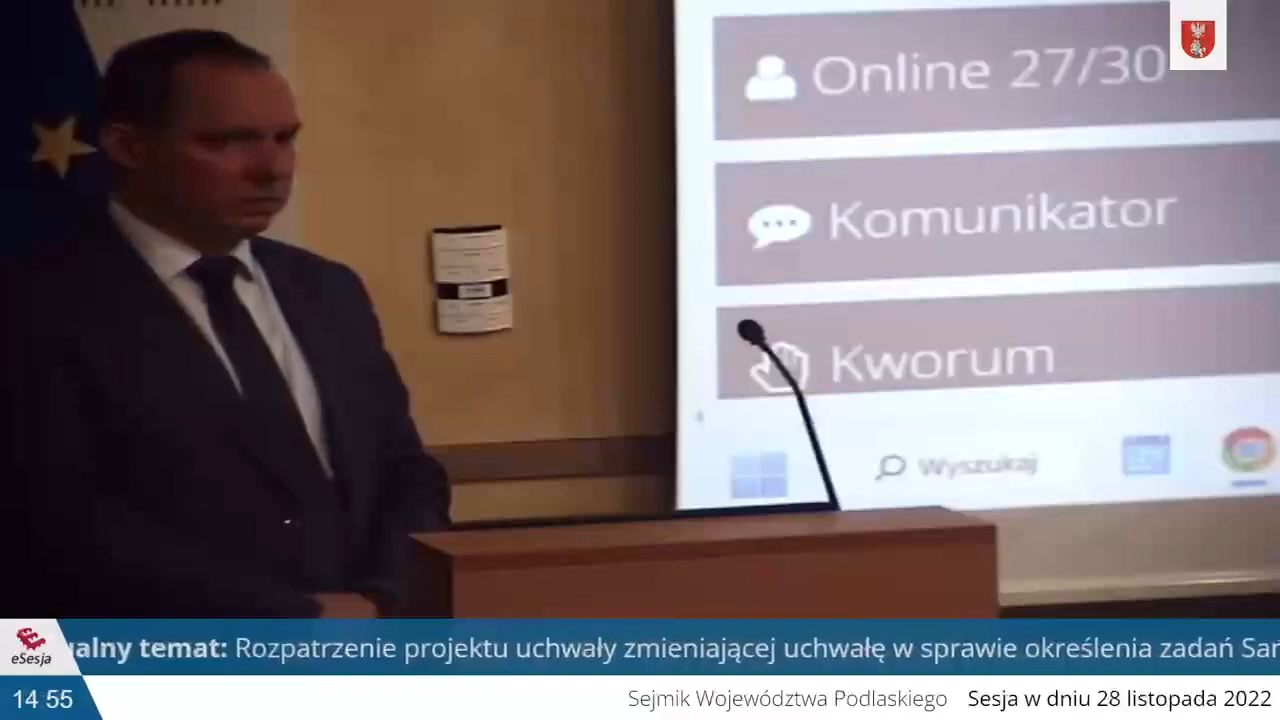 Online 27/30
Komunikator
Kworum
Wyszukaj
ualny temat: Rozpatrzenie projektu uchwały zmieniającej uchwałę w sprawie określenia zadań Sar
eSesja
14 55
Sejmik Województwa Podlaskiego Sesja w dniu 28 listopada 2022